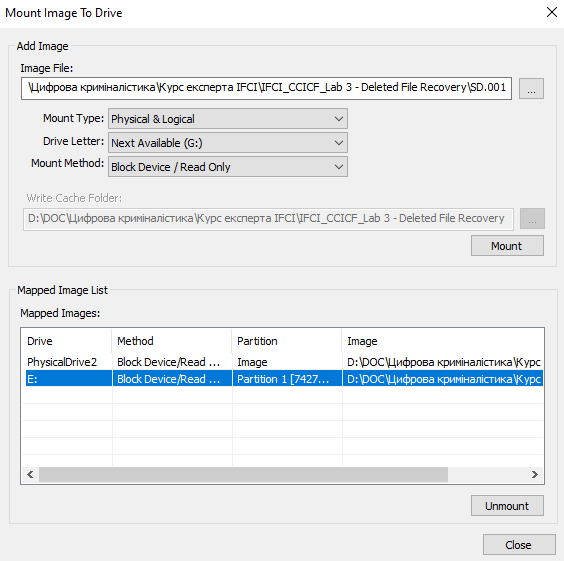 Mount Image To Drive
Add Image
Image File:
\Цифрова криміналістика\Курс експерта IFCI\IFCI_CCICF_Lab 3 - Deleted File Recovery\SD.001
...
Mount Type: Physical & Logical
Drive Letter: Next Available (G:)
Mount Method: Block Device / Read Only
Write Cache Folder:
D:\DOC\Цифрова криміналістика\Курс експерта IFCI\IFCI_CCICF_Lab 3 - Deleted File Recovery
...
Mount
Mapped Image List
Mapped Images:
Drive Method Partition Image
PhysicalDrive2 Block Device/Read ... Image D:\DOC\Цифрова криміналістика\Курс
E: Block Device/Read ... Partition 1 [7427... D:\DOC\Цифрова криміналістика\Курс
Unmount
Close